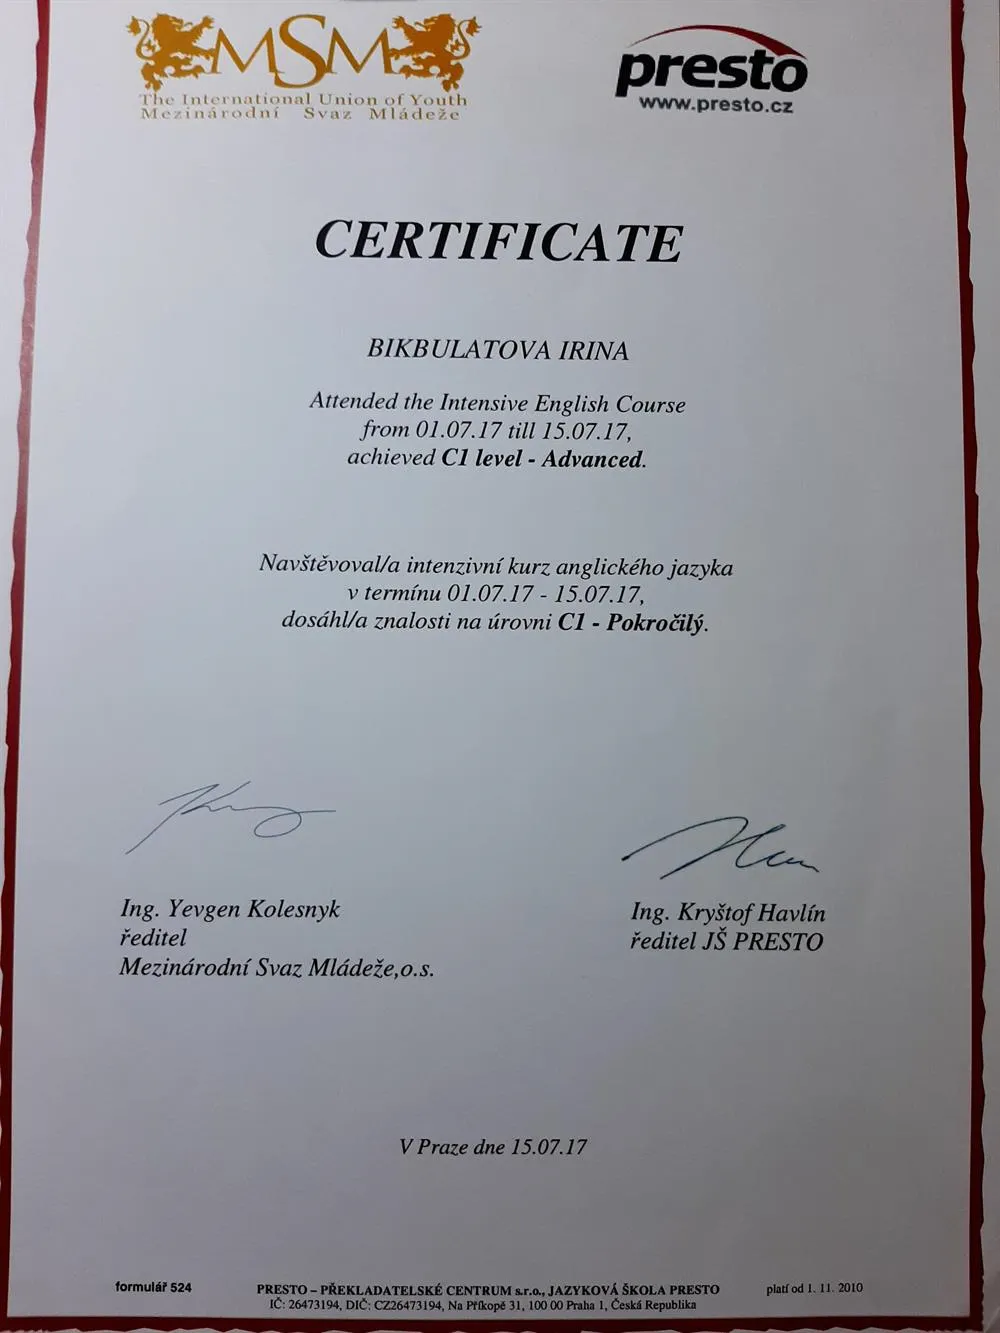 MSM
The International Union of Youth
Mezinárodní Svaz Mládeže
presto
www.presto.cz
CERTIFICATE
BIKBULATOVA IRINA
Attended the Intensive English Course
from 01.07.17 till 15.07.17,
achieved C1 level - Advanced.
Navštěvoval/a intenzivní kurz anglického jazyka
v termínu 01.07.17 - 15.07.17,
dosáhl/a znalosti na úrovni C1 - Pokročilý.
Ing. Yevgen Kolesnyk
ředitel
Mezinárodní Svaz Mládeže,o.s.
Ing. Kryštof Havlín
ředitel JŠ PRESTO
V Praze dne 15.07.17
formulář 524
PRESTO – PŘEKLADATELSKÉ CENTRUM s.r.o., JAZYKOVÁ ŠKOLA PRESTO
IČ: 26473194, DIČ: CZ26473194, Na Příkopě 31, 100 00 Praha 1, Česká Republika
platí od 1. 11. 2010